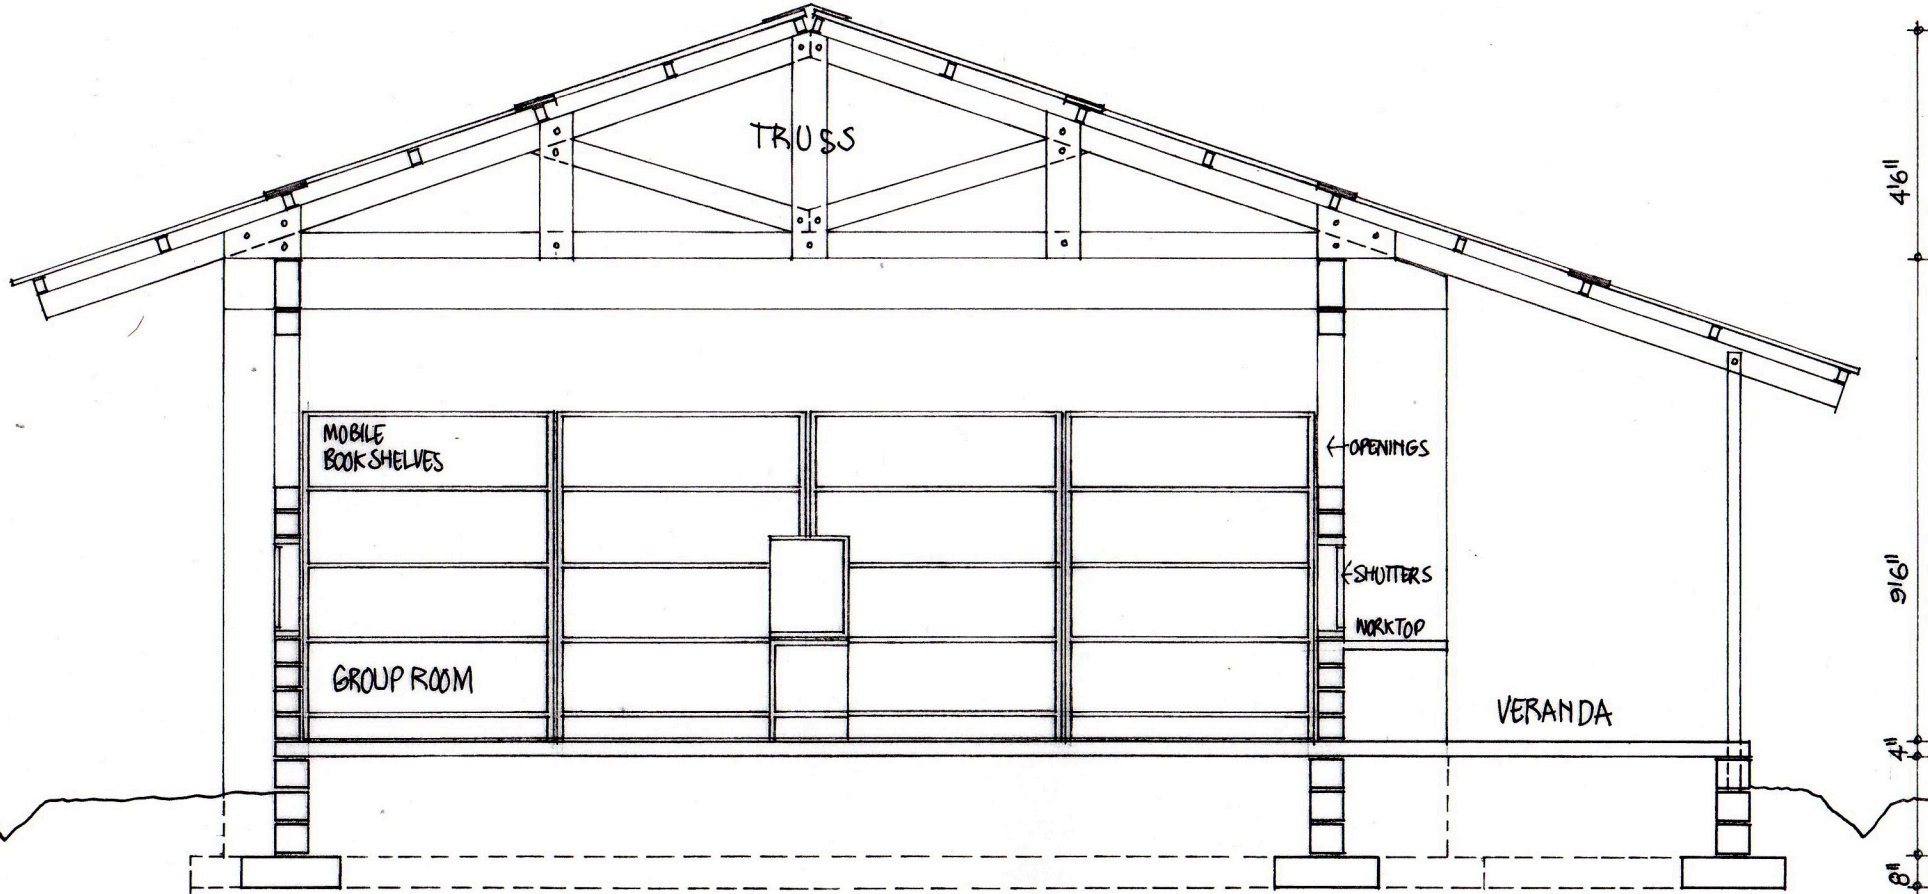 TRUSS
4'6"
MOBILE
BOOKSHELVES
←OPENINGS
←SHUTTERS
9'6"
WORKTOP
GROUP ROOM
VERANDA
4"
8"